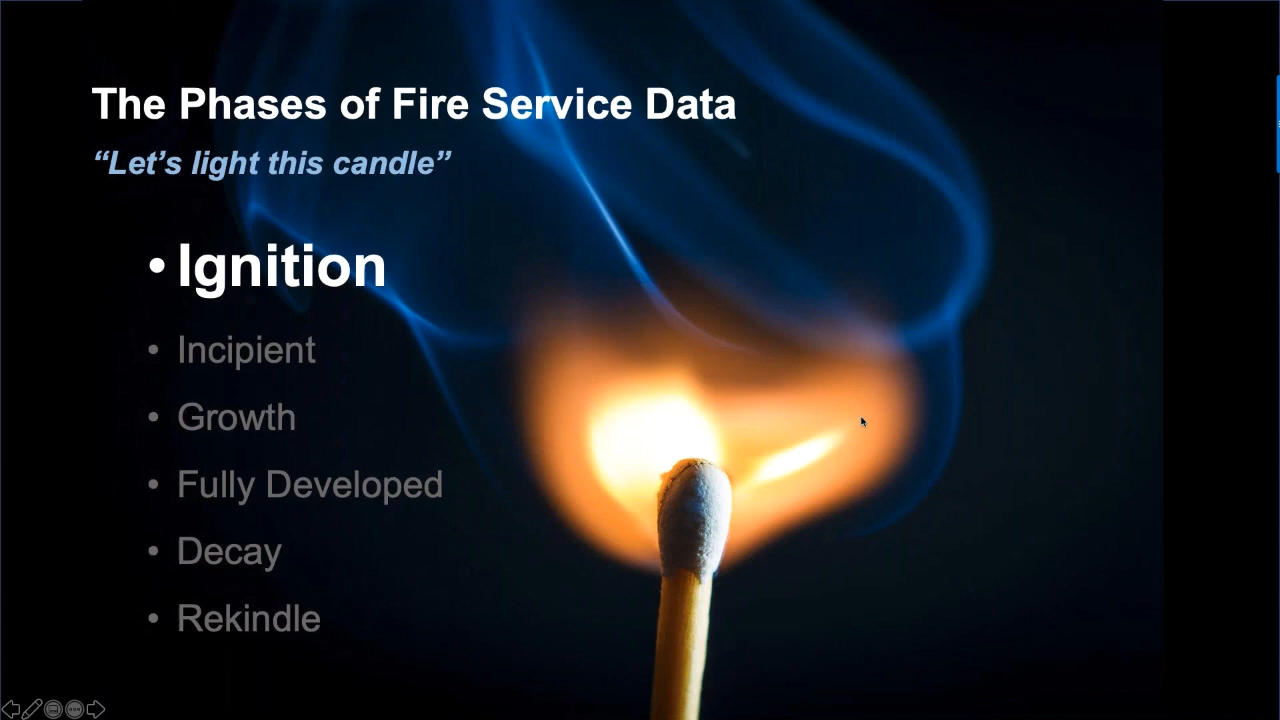 The Phases of Fire Service Data
“Let’s light this candle”
• Ignition
• Incipient
• Growth
• Fully Developed
• Decay
• Rekindle